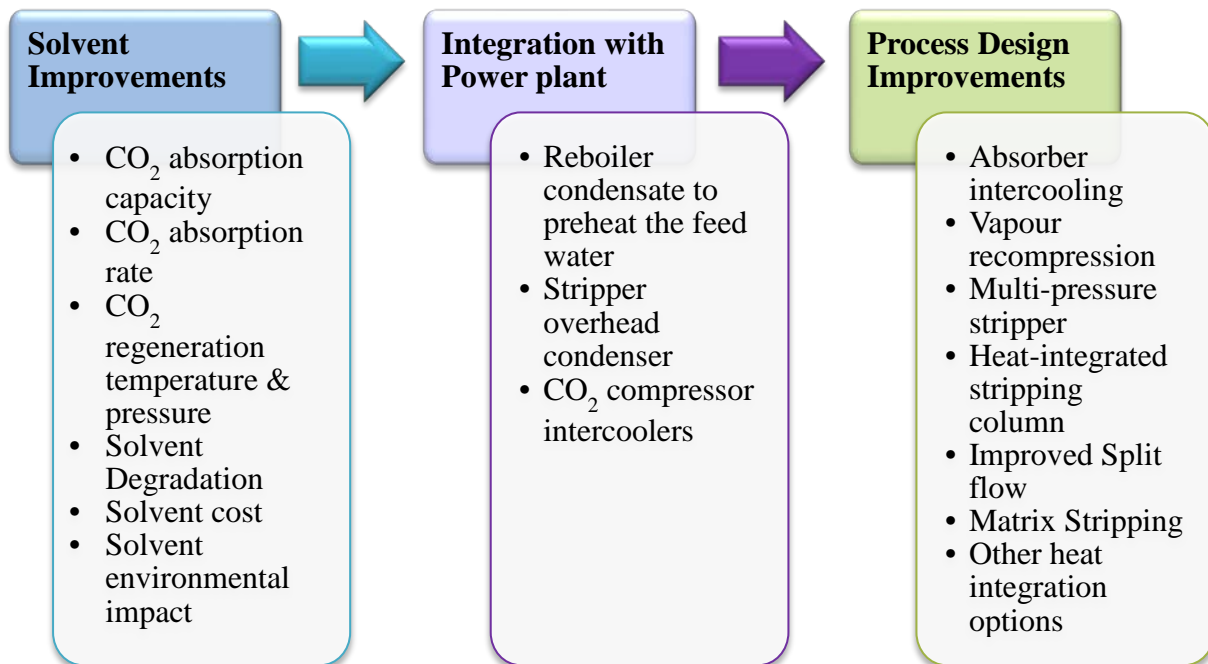 Solvent
Improvements
• CO₂ absorption
capacity
• CO₂ absorption
rate
• CO₂
regeneration
temperature &
pressure
• Solvent
Degradation
• Solvent cost
• Solvent
environmental
impact
Integration with
Power plant
• Reboiler
condensate to
preheat the feed
water
• Stripper
overhead
condenser
• CO₂ compressor
intercoolers
Process Design
Improvements
• Absorber
intercooling
• Vapour
recompression
• Multi-pressure
stripper
• Heat-integrated
stripping
column
• Improved Split
flow
• Matrix Stripping
• Other heat
integration
options